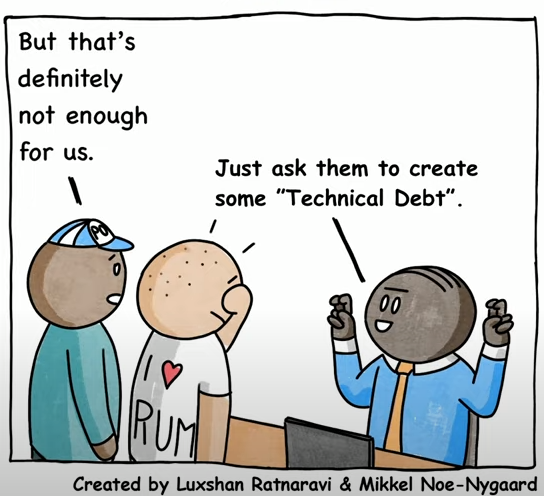 But that's
definitely
not enough
for us.
Just ask them to create
some "Technical Debt".
PO
I ♥
RUM
Created by Luxshan Ratnaravi & Mikkel Noe-Nygaard